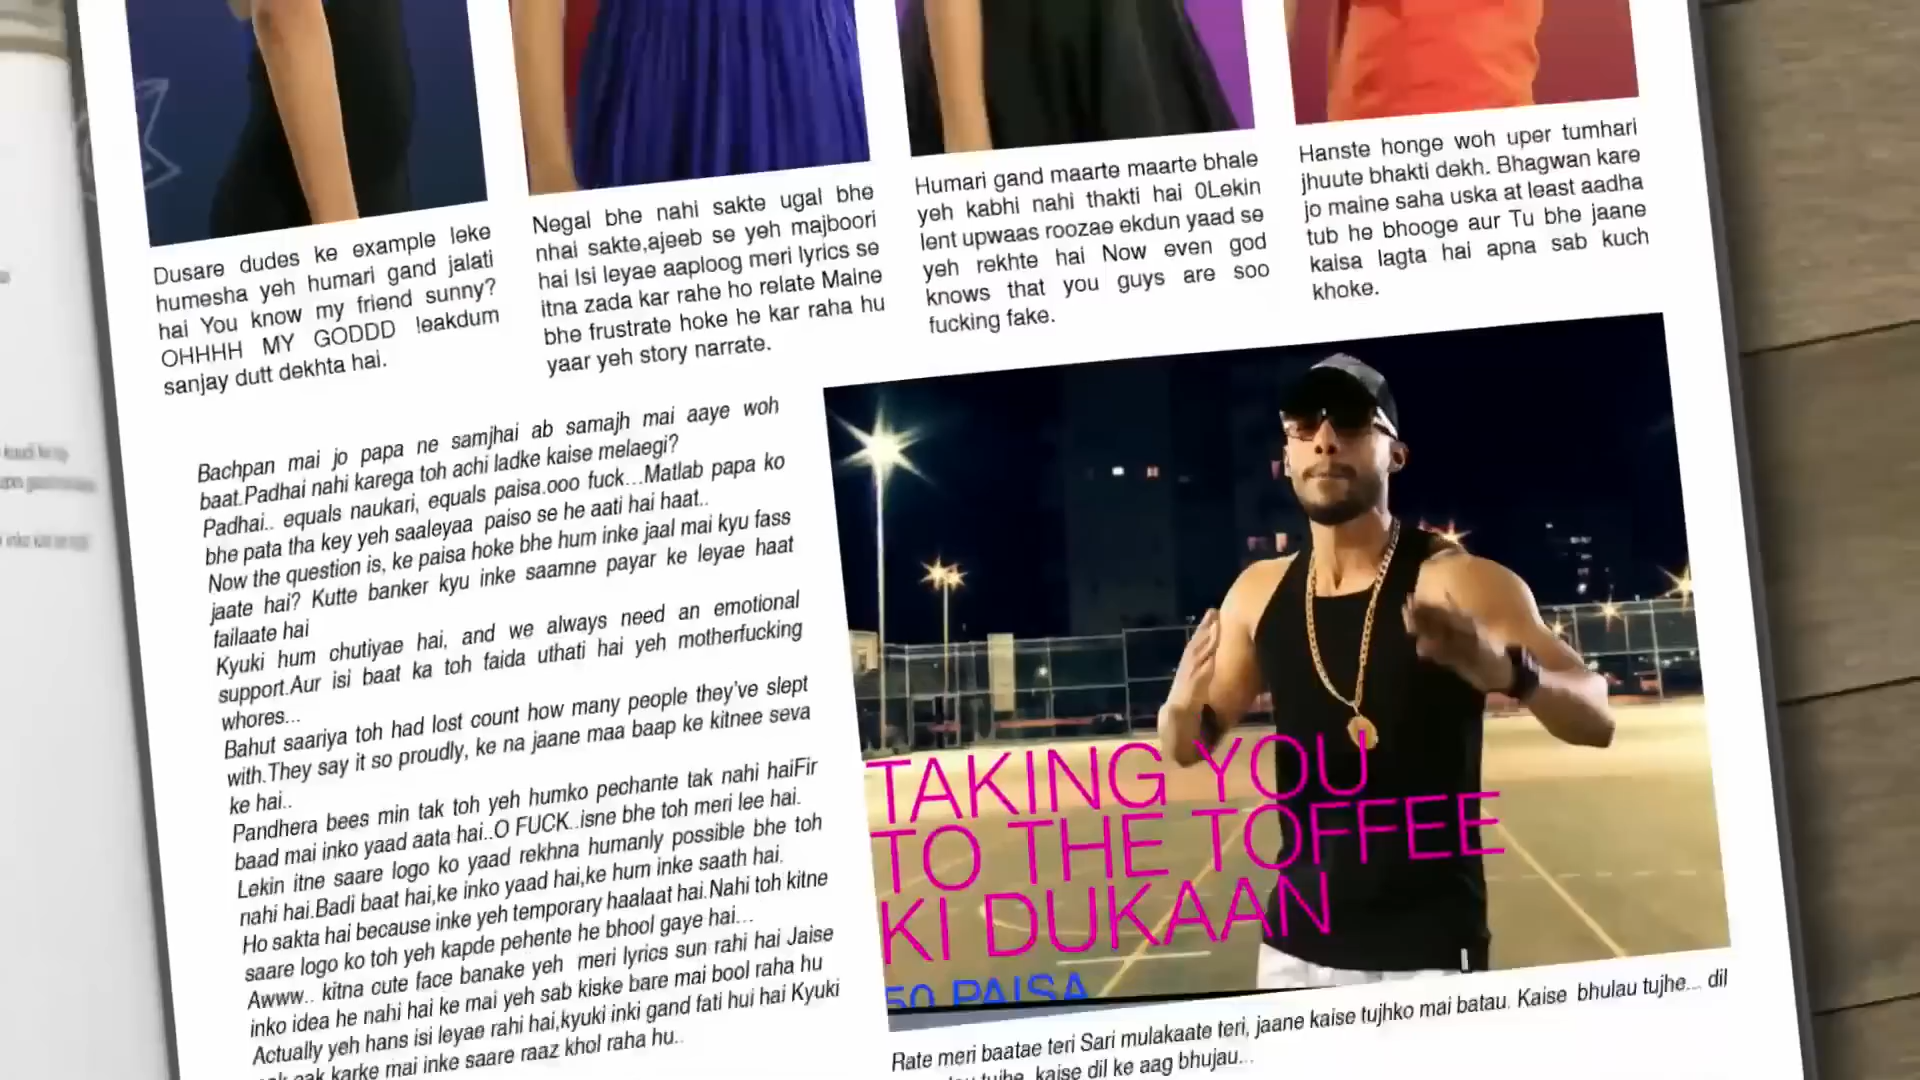 Dusare dudes ke example leke
humesha yeh humari gand jalati
hai You know my friend sunny?
OHHHH MY GODDD !eakdum
sanjay dutt dekhta hai.
Negal bhe nahi sakte ugal bhe
nhai sakte,ajeeb se yeh majboori
hai Isi leyae aaploog meri lyrics se
itna zada kar rahe ho relate Maine
bhe frustrate hoke he kar raha hu
yaar yeh story narrate.
Humari gand maarte maarte bhale
yeh kabhi nahi thakti hai 0Lekin
lent upwaas roozae ekdun yaad se
yeh rekhte hai Now even god
knows that you guys are soo
fucking fake.
Hanste honge woh uper tumhari
jhuute bhakti dekh. Bhagwan kare
jo maine saha uska at least aadha
tub he bhooge aur Tu bhe jaane
kaisa lagta hai apna sab kuch
khoke.
Bachpan mai jo papa ne samjhai ab samajh mai aaye woh
baat.Padhai nahi karega toh achi ladke kaise melaegi?
Padhai.. equals naukari, equals paisa.ooo fuck...Matlab papa ko
bhe pata tha key yeh saaleyaa paiso se he aati hai haat..
Now the question is, ke paisa hoke bhe hum inke jaal mai kyu fass
jaate hai? Kutte banker kyu inke saamne payar ke leyae haat
failaate hai
Kyuki hum chutiyae hai, and we always need an emotional
support.Aur isi baat ka toh faida uthati hai yeh motherfucking
whores...
Bahut saariya toh had lost count how many people they've slept
with.They say it so proudly, ke na jaane maa baap ke kitnee seva
ke hai..
Pandhera bees min tak toh yeh humko pechante tak nahi haiFir
baad mai inko yaad aata hai..O FUCK..isne bhe toh meri lee hai.
Lekin itne saare logo ko yaad rekhna humanly possible bhe toh
nahi hai.Badi baat hai,ke inko yaad hai,ke hum inke saath hai.
Ho sakta hai because inke yeh temporary haalaat hai.Nahi toh kitne
saare logo ko toh yeh kapde pehente he bhool gaye hai...
Awww.. kitna cute face banake yeh meri lyrics sun rahi hai Jaise
inko idea he nahi hai ke mai yeh sab kiske bare mai bool raha hu
Actually yeh hans isi leyae rahi hai,kyuki inki gand fati hui hai Kyuki
karke mai inke saare raaz khol raha hu..
TAKING YOU
TO THE TOFFEE
KI DUKAAN
50 PAISA
Rate meri baatae teri Sari mulakaate teri, jaane kaise tujhko mai batau. Kaise bhulau tujhe... dil
tujhe, kaise dil ke aag bhujau...